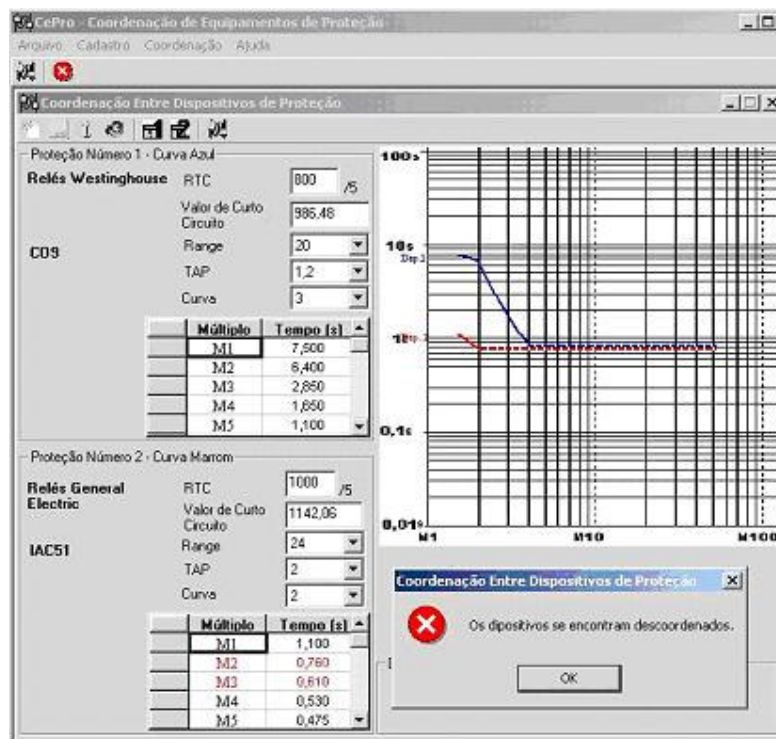 CePro - Coordenação de Equipamentos de Proteção
Arquivo Cadastro Coordenação Ajuda
Coordenação Entre Dispositivos de Proteção
Proteção Número 1 - Curva Azul
Relés Westinghouse
RTC 800 /5
Valor de Curto Circuito 986,48
CO9
Range 20
TAP 1,2
Curva 3
Múltiplo Tempo (s)
M1 7,500
M2 6,400
M3 2,850
M4 1,650
M5 1,100
Proteção Número 2 - Curva Marrom
Relés General Electric
RTC 1000 /5
Valor de Curto Circuito 1142,06
IAC51
Range 24
TAP 2
Curva 2
Múltiplo Tempo (s)
M1 1,100
M2 0,760
M3 0,610
M4 0,530
M5 0,475
100s
10s
Disp 1
0,1s
0,01s
M1 M10 M100
Coordenação Entre Dispositivos de Proteção
Os dipositivos se encontram descoordenados.
OK